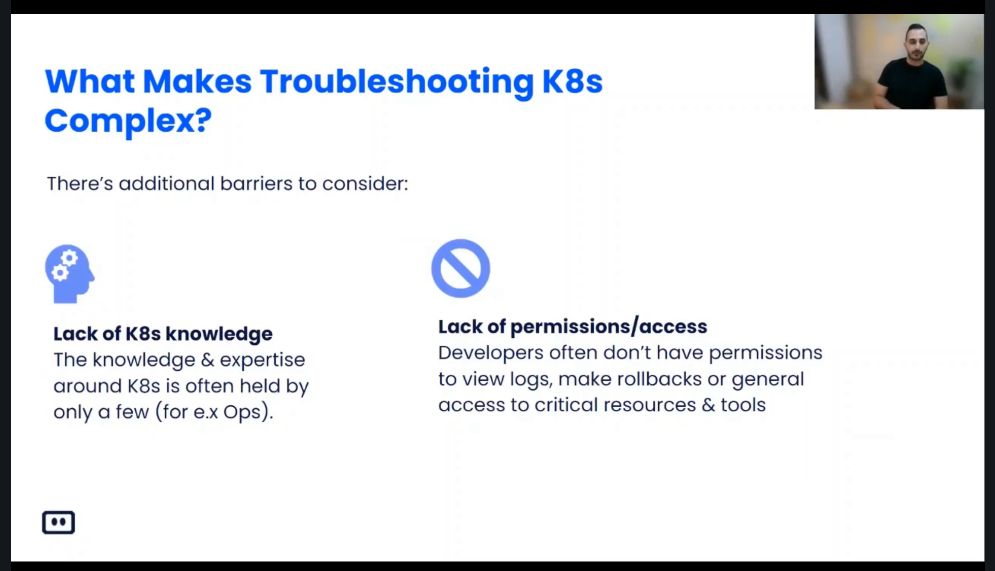 What Makes Troubleshooting K8s
Complex?
There's additional barriers to consider:
Lack of K8s knowledge
The knowledge & expertise
around K8s is often held by
only a few (for e.x Ops).
Lack of permissions/access
Developers often don't have permissions
to view logs, make rollbacks or general
access to critical resources & tools